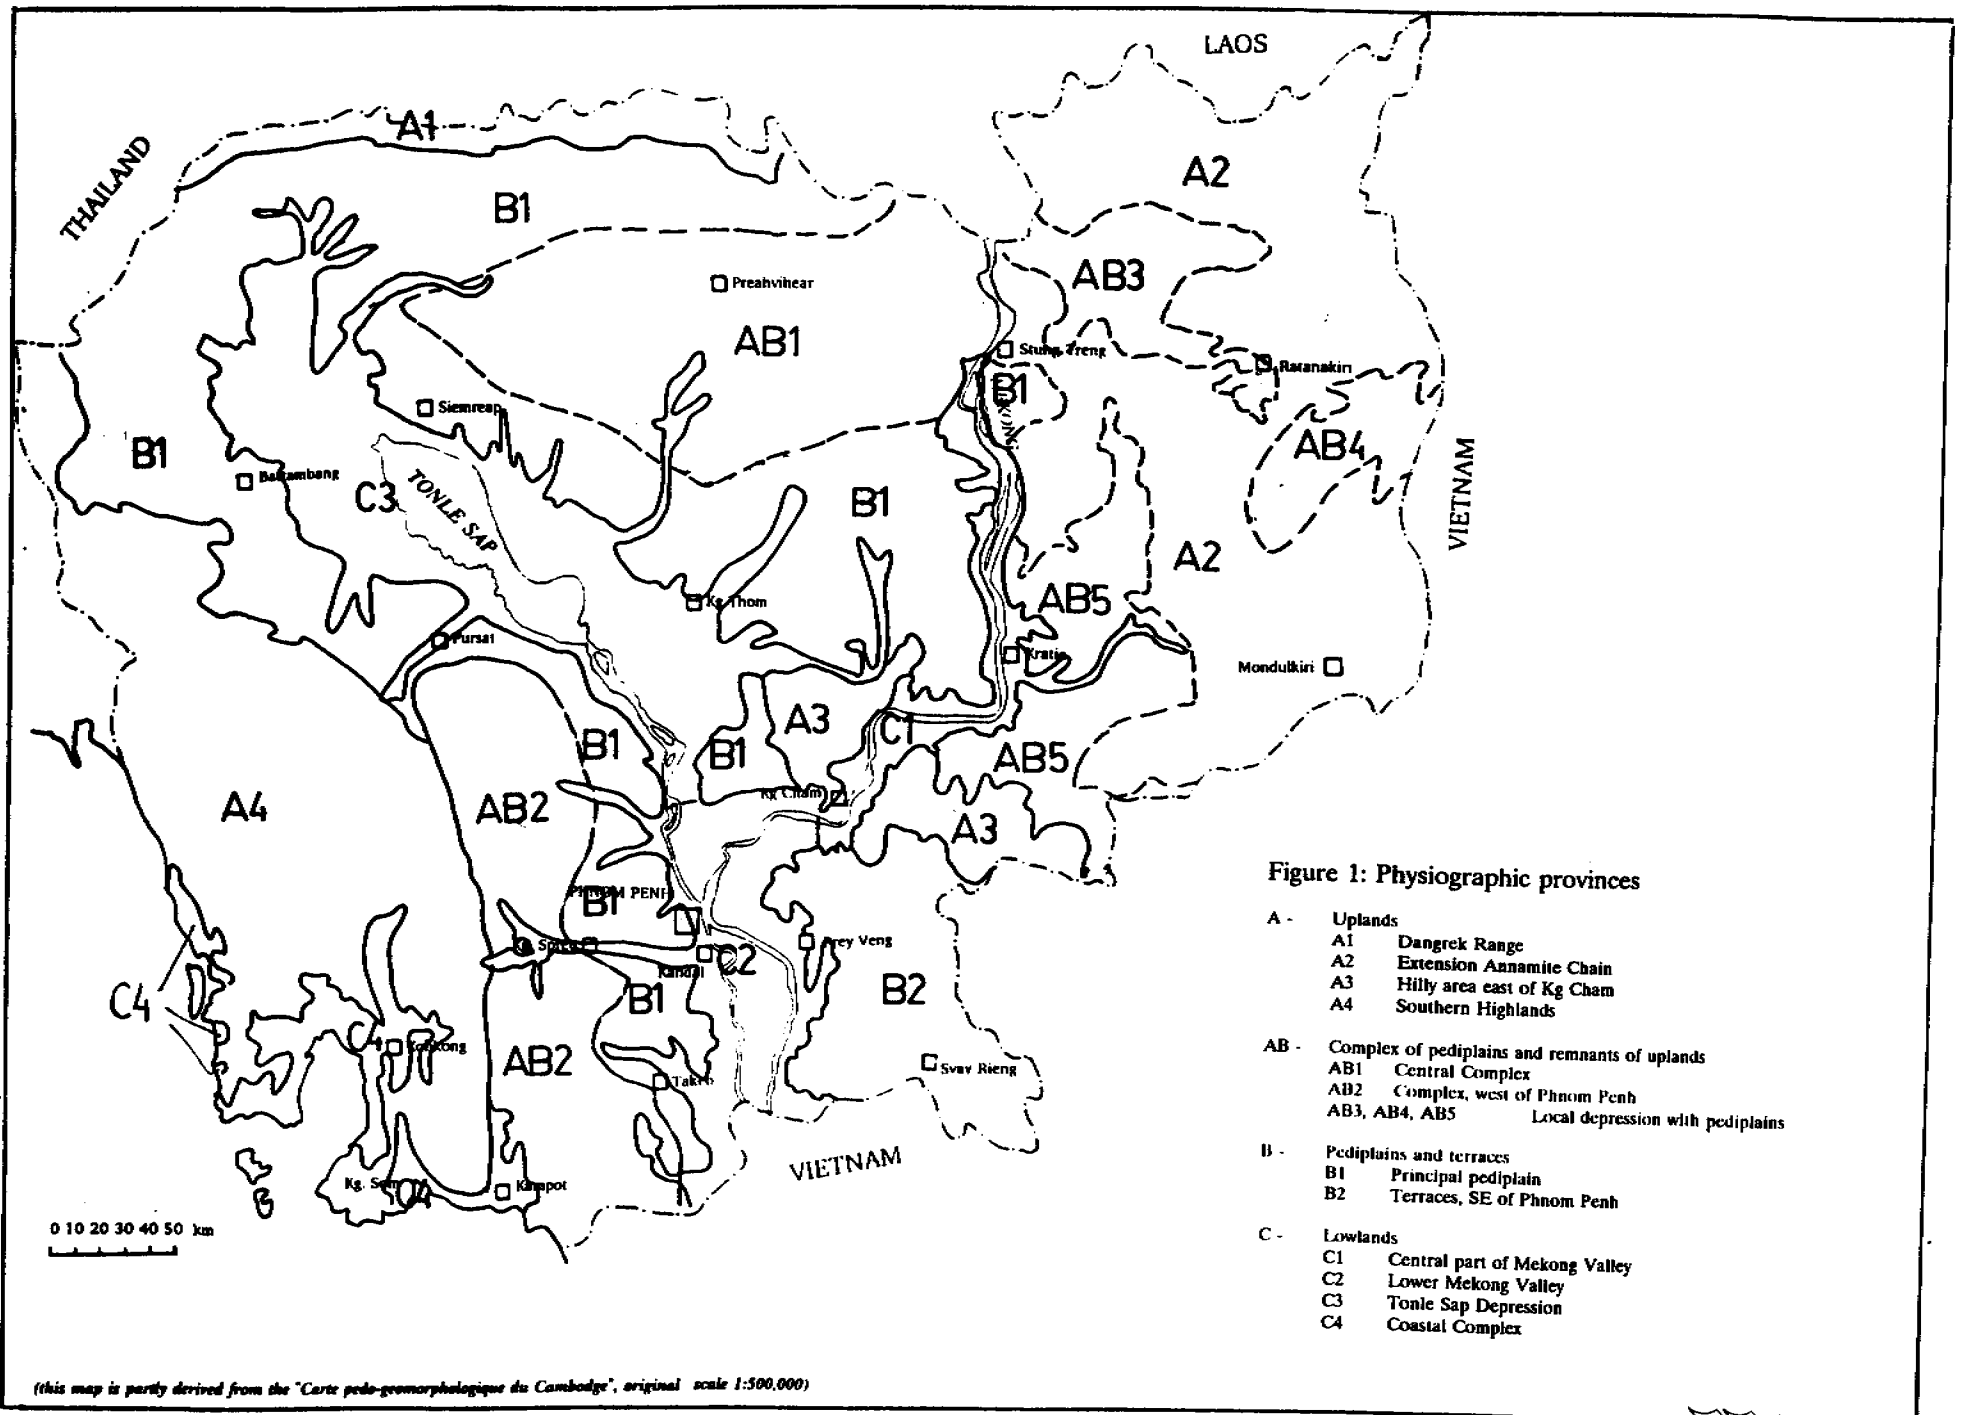 LAOS
THAILAND
A1
A2
B1
AB3
Preahvihear
AB1
Stung Treng
Ratanakiri
B1
Siemreap
AB4
B1
Battambang
C3
TONLE SAP
B1
VIETNAM
A2
AB5
Kg Thom
Pursat
Kratie
Mondulkiri
A3
C1
B1
B1
AB5
Kg Cham
A4
AB2
A3
PHNOM PENH
B1
Kg. Speu
Prey Veng
Kandal
C2
B2
C4
B1
C4
Kohkong
AB2
Svay Rieng
Takeo
VIETNAM
Kg. Som
C4
Kampot
0 10 20 30 40 50 km
Figure 1: Physiographic provinces
A - Uplands
A1 Dangrek Range
A2 Extension Annamite Chain
A3 Hilly area east of Kg Cham
A4 Southern Highlands
AB - Complex of pediplains and remnants of uplands
AB1 Central Complex
AB2 Complex, west of Phnom Penh
AB3, AB4, AB5 Local depression with pediplains
B - Pediplains and terraces
B1 Principal pediplain
B2 Terraces, SE of Phnom Penh
C - Lowlands
C1 Central part of Mekong Valley
C2 Lower Mekong Valley
C3 Tonle Sap Depression
C4 Coastal Complex
(this map is partly derived from the "Carte pedo-geomorphologique du Cambodge", original scale 1:500,000)